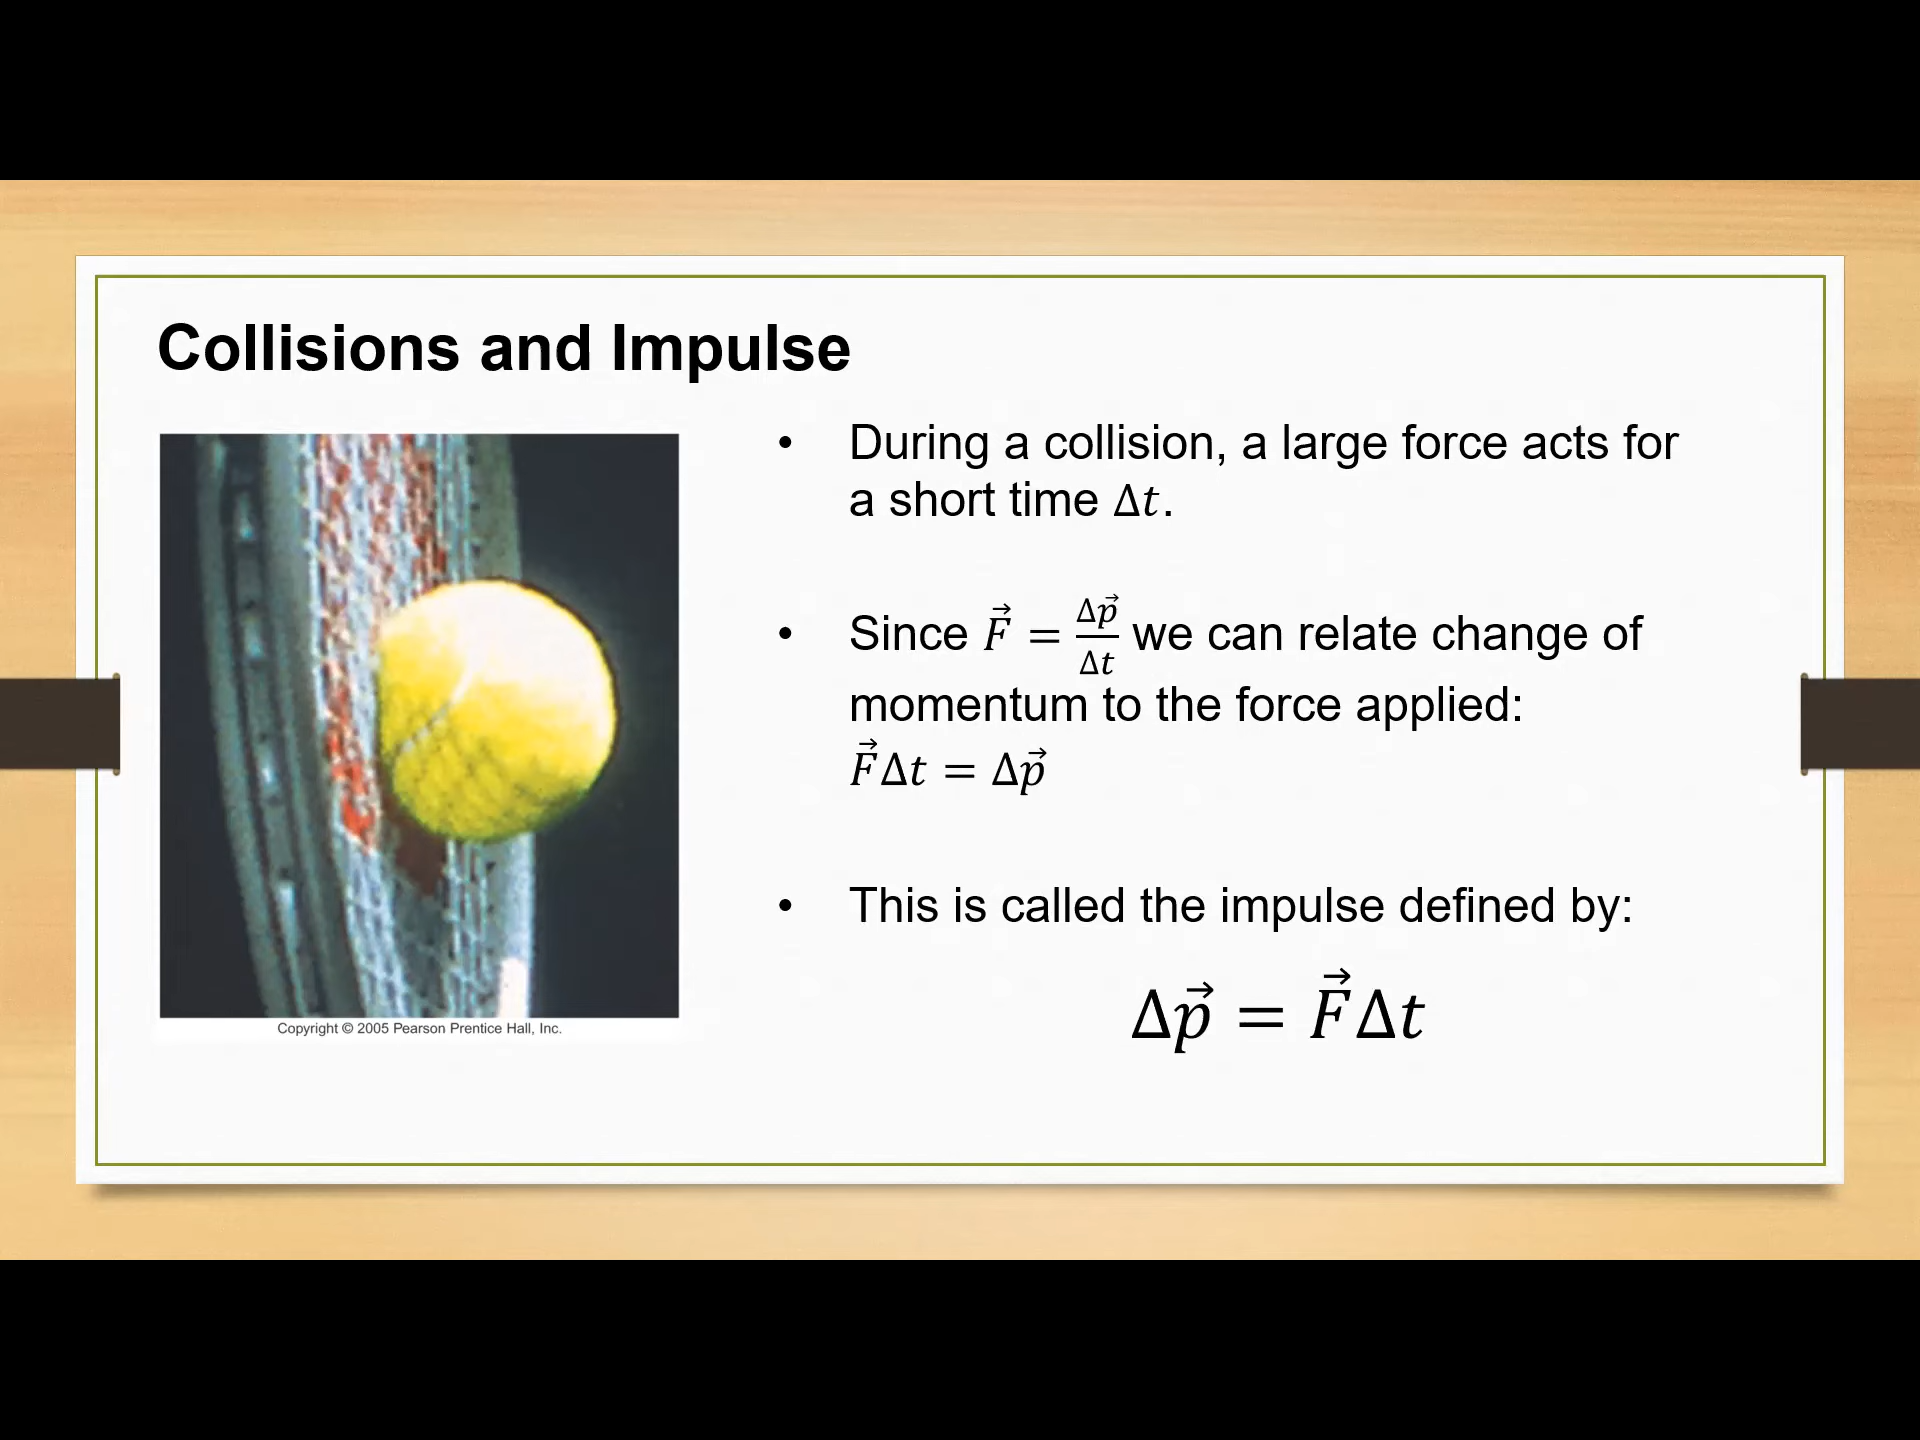 Collisions and Impulse
• During a collision, a large force acts for
a short time Δ𝑡.
• Since F⃗ = Δp⃗/Δt we can relate change of
momentum to the force applied:
F⃗Δt = Δp⃗
• This is called the impulse defined by:
Δp⃗ = F⃗Δt
Copyright © 2005 Pearson Prentice Hall, Inc.